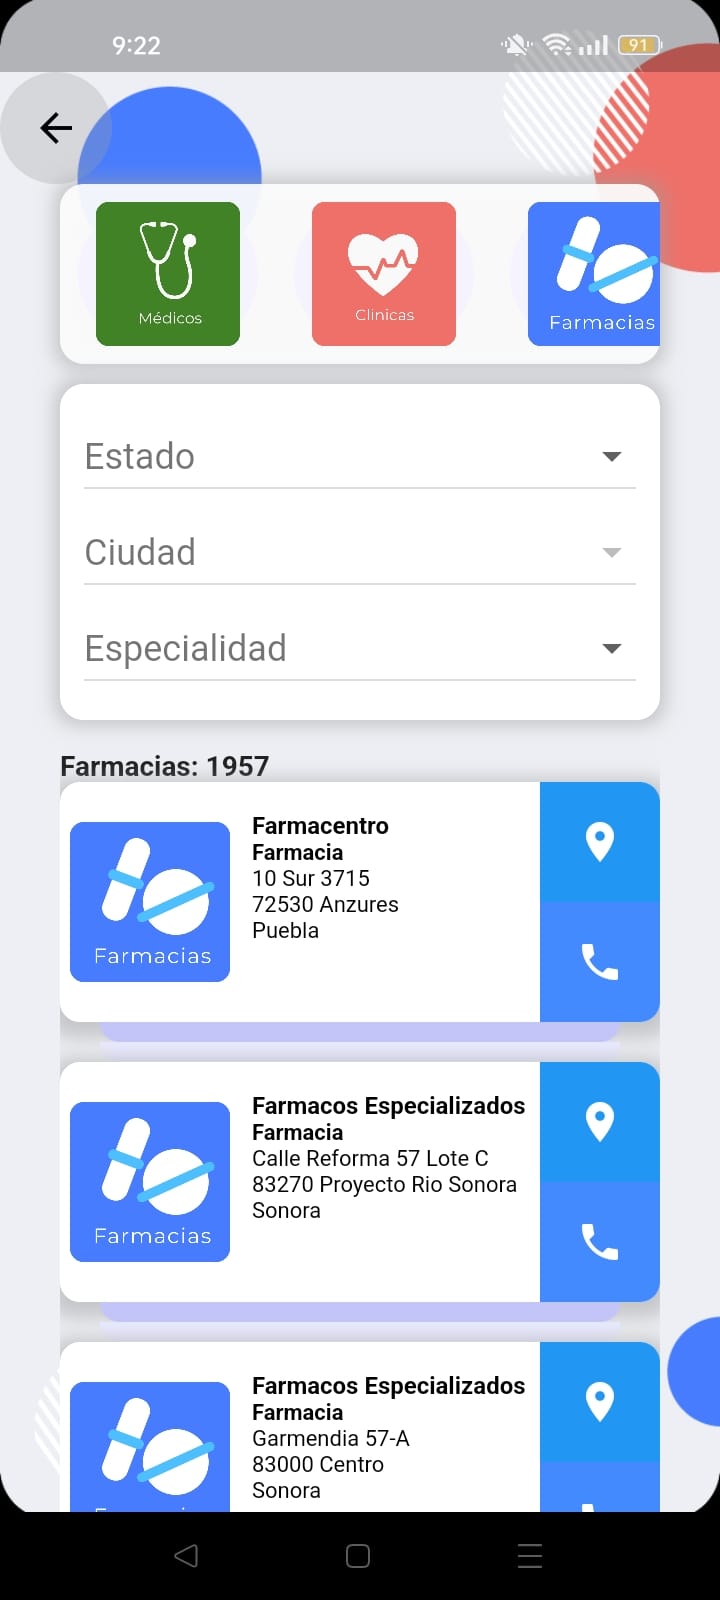 9:22
91
Médicos
Clinicas
Farmacias
Estado
Ciudad
Especialidad
Farmacias: 1957
Farmacias
Farmacentro
Farmacia
10 Sur 3715
72530 Anzures
Puebla
Farmacias
Farmacos Especializados
Farmacia
Calle Reforma 57 Lote C
83270 Proyecto Rio Sonora
Sonora
Farmacos Especializados
Farmacia
Garmendia 57-A
83000 Centro
Sonora